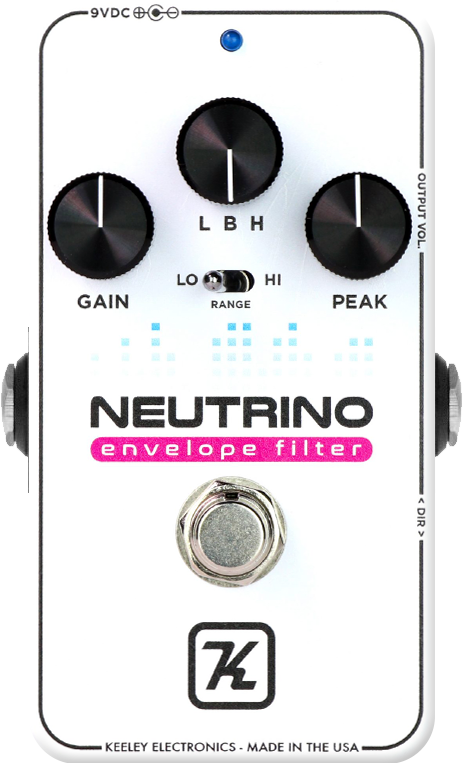 9VDC
OUTPUT VOL.
L B H
LO HI
RANGE
GAIN
PEAK
NEUTRINO
envelope filter
< DIR >
K
KEELEY ELECTRONICS - MADE IN THE USA